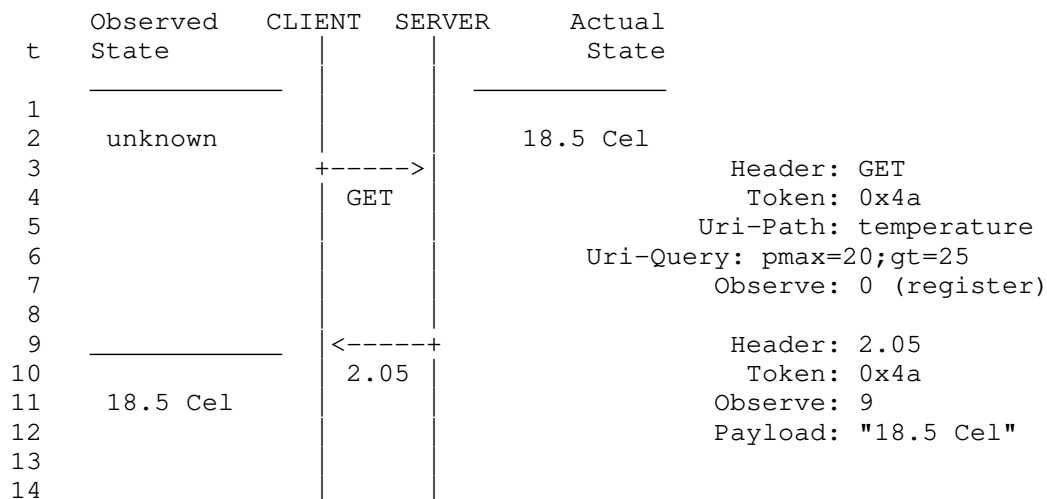 Observed   CLIENT  SERVER     Actual
  t   State         |      |         State
      ____________  |      |  ____________
  1                 |      |
  2    unknown      |      |     18.5 Cel
  3                 +----->|                  Header: GET
  4                 | GET  |                   Token: 0x4a
  5                 |      |                Uri-Path: temperature
  6                 |      |         Uri-Query: pmax=20;gt=25
  7                 |      |                 Observe: 0 (register)
  8                 |      |
  9   ____________  |<-----+                  Header: 2.05
 10                 | 2.05 |                   Token: 0x4a
 11    18.5 Cel     |      |                 Observe: 9
 12                 |      |                 Payload: "18.5 Cel"
 13                 |      |
 14                 |      |